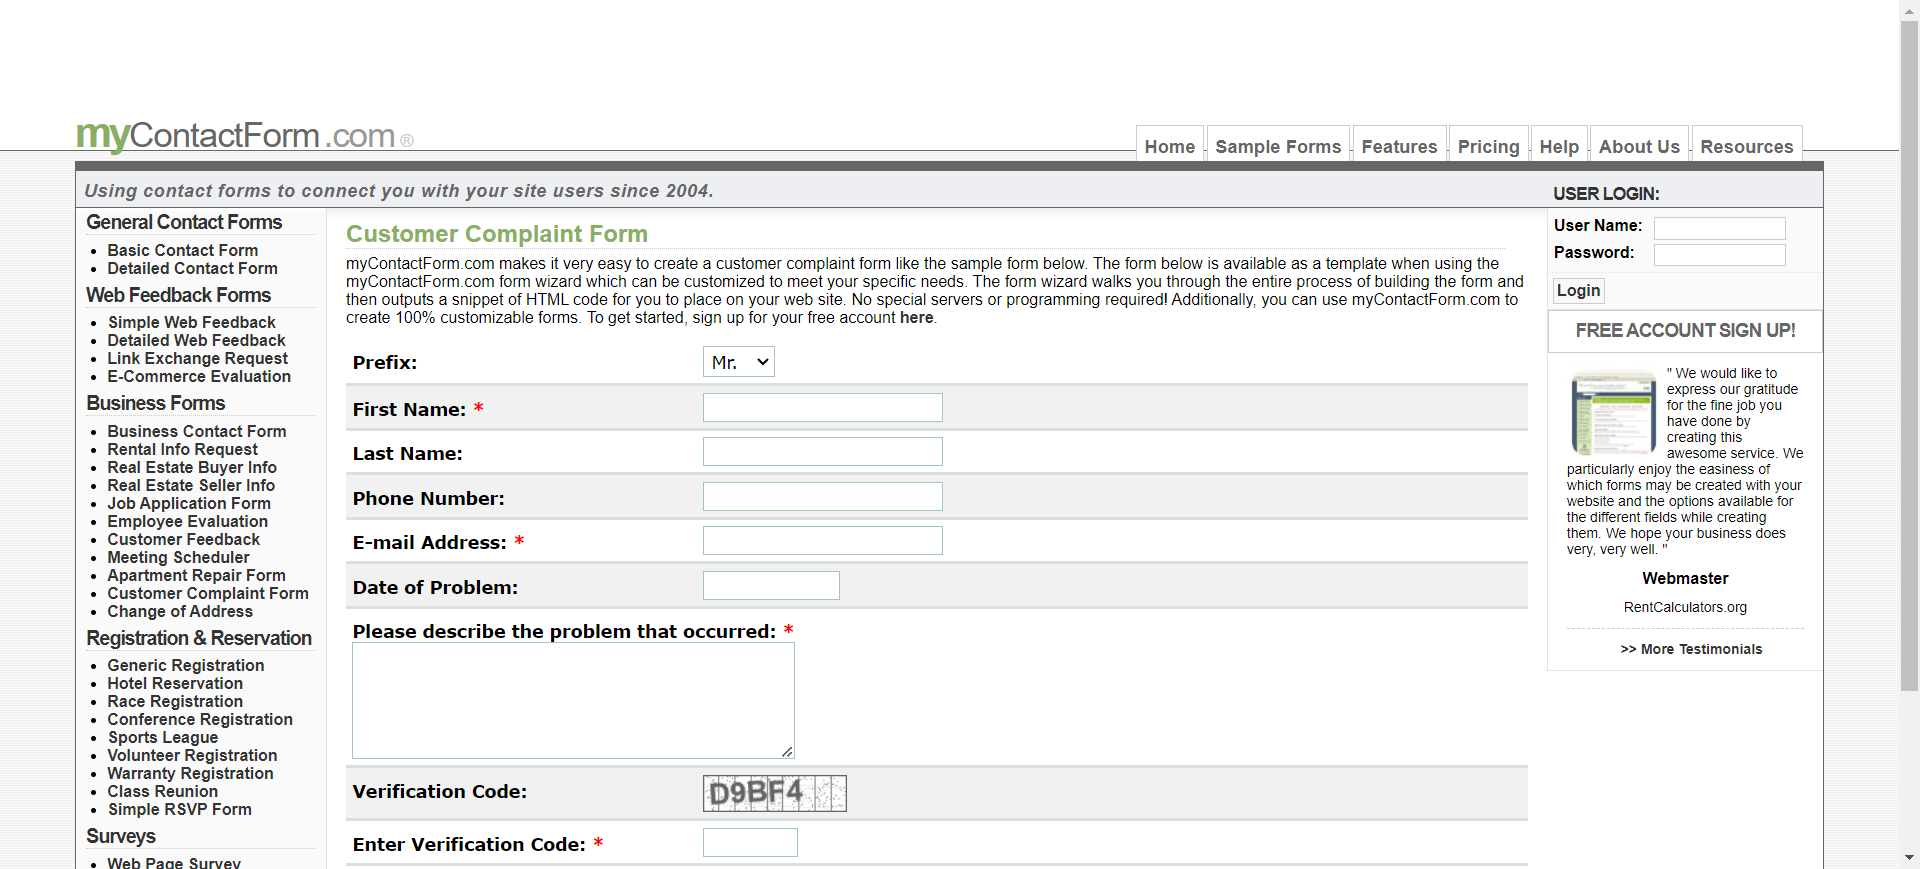 myContactForm.com ®
Home
Sample Forms
Features
Pricing
Help
About Us
Resources
Using contact forms to connect you with your site users since 2004.
General Contact Forms
Basic Contact Form
Detailed Contact Form
Web Feedback Forms
Simple Web Feedback
Detailed Web Feedback
Link Exchange Request
E-Commerce Evaluation
Business Forms
Business Contact Form
Rental Info Request
Real Estate Buyer Info
Real Estate Seller Info
Job Application Form
Employee Evaluation
Customer Feedback
Meeting Scheduler
Apartment Repair Form
Customer Complaint Form
Change of Address
Registration & Reservation
Generic Registration
Hotel Reservation
Race Registration
Conference Registration
Sports League
Volunteer Registration
Warranty Registration
Class Reunion
Simple RSVP Form
Surveys
Web Page Survey
Customer Complaint Form
myContactForm.com makes it very easy to create a customer complaint form like the sample form below. The form below is available as a template when using the
myContactForm.com form wizard which can be customized to meet your specific needs. The form wizard walks you through the entire process of building the form and
then outputs a snippet of HTML code for you to place on your web site. No special servers or programming required! Additionally, you can use myContactForm.com to
create 100% customizable forms. To get started, sign up for your free account here.
Prefix: Mr.
First Name: *
Last Name:
Phone Number:
E-mail Address: *
Date of Problem:
Please describe the problem that occurred: *
Verification Code: D9BF4
Enter Verification Code: *
USER LOGIN:
User Name:
Password:
Login
FREE ACCOUNT SIGN UP!
" We would like to
express our gratitude
for the fine job you
have done by
creating this
awesome service. We
particularly enjoy the easiness of
which forms may be created with your
website and the options available for
the different fields while creating
them. We hope your business does
very, very well. "
Webmaster
RentCalculators.org
>> More Testimonials